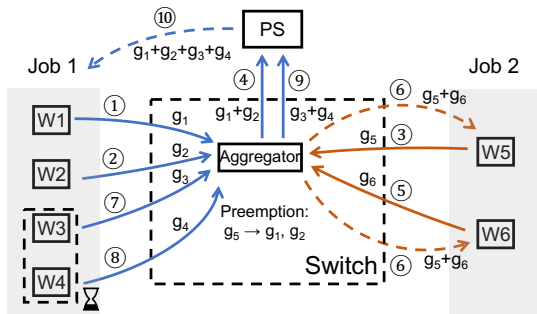 ⑩
PS
g₁+g₂+g₃+g₄
Job 1
Job 2
④
⑨
⑥
W1
①
g₁
g₁+g₂
g₃+g₄
g₅+g₆
W2
②
g₂
Aggregator
g₅
③
W5
g₃
g₆
W3
⑦
g₄
Preemption:
g₅ → g₁, g₂
⑤
W6
W4
⑧
Switch
⑥
g₅+g₆